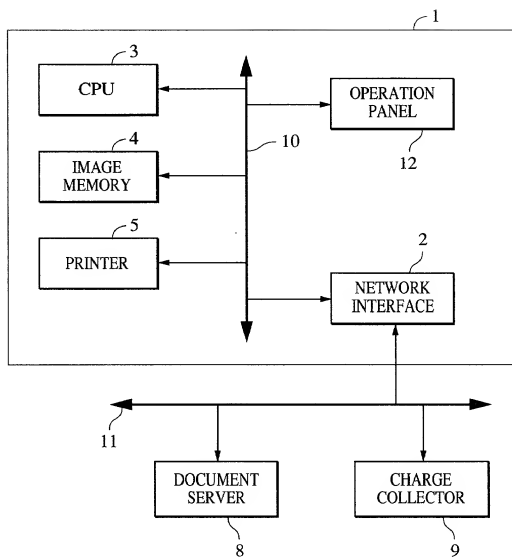 1
3
CPU
OPERATION
PANEL
12
10
4
IMAGE
MEMORY
5
PRINTER
2
NETWORK
INTERFACE
11
DOCUMENT
SERVER
8
CHARGE
COLLECTOR
9